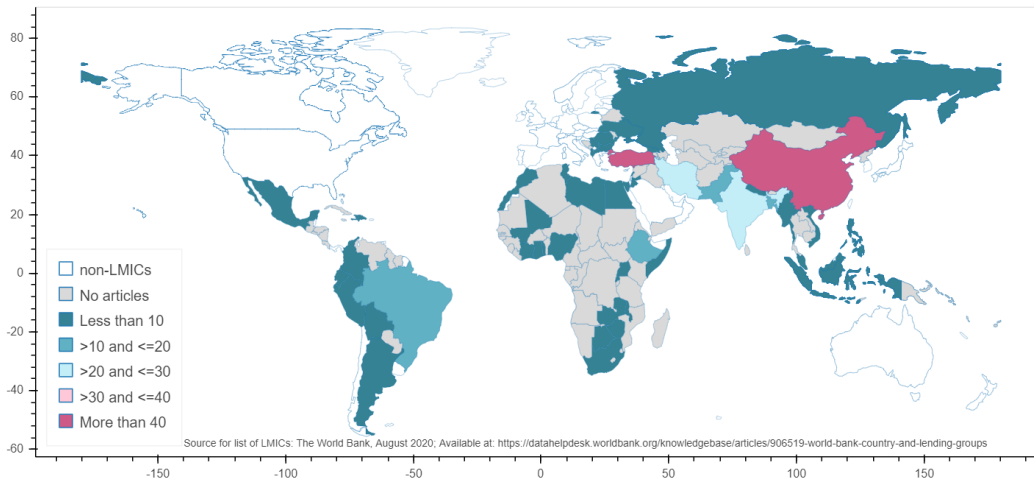 80
60
40
20
0
-20
-40
-60
non-LMICs
No articles
Less than 10
>10 and <=20
>20 and <=30
>30 and <=40
More than 40
Source for list of LMICs: The World Bank, August 2020; Available at: https://datahelpdesk.worldbank.org/knowledgebase/articles/906519-world-bank-country-and-lending-groups
-150 -100 -50 0 50 100 150